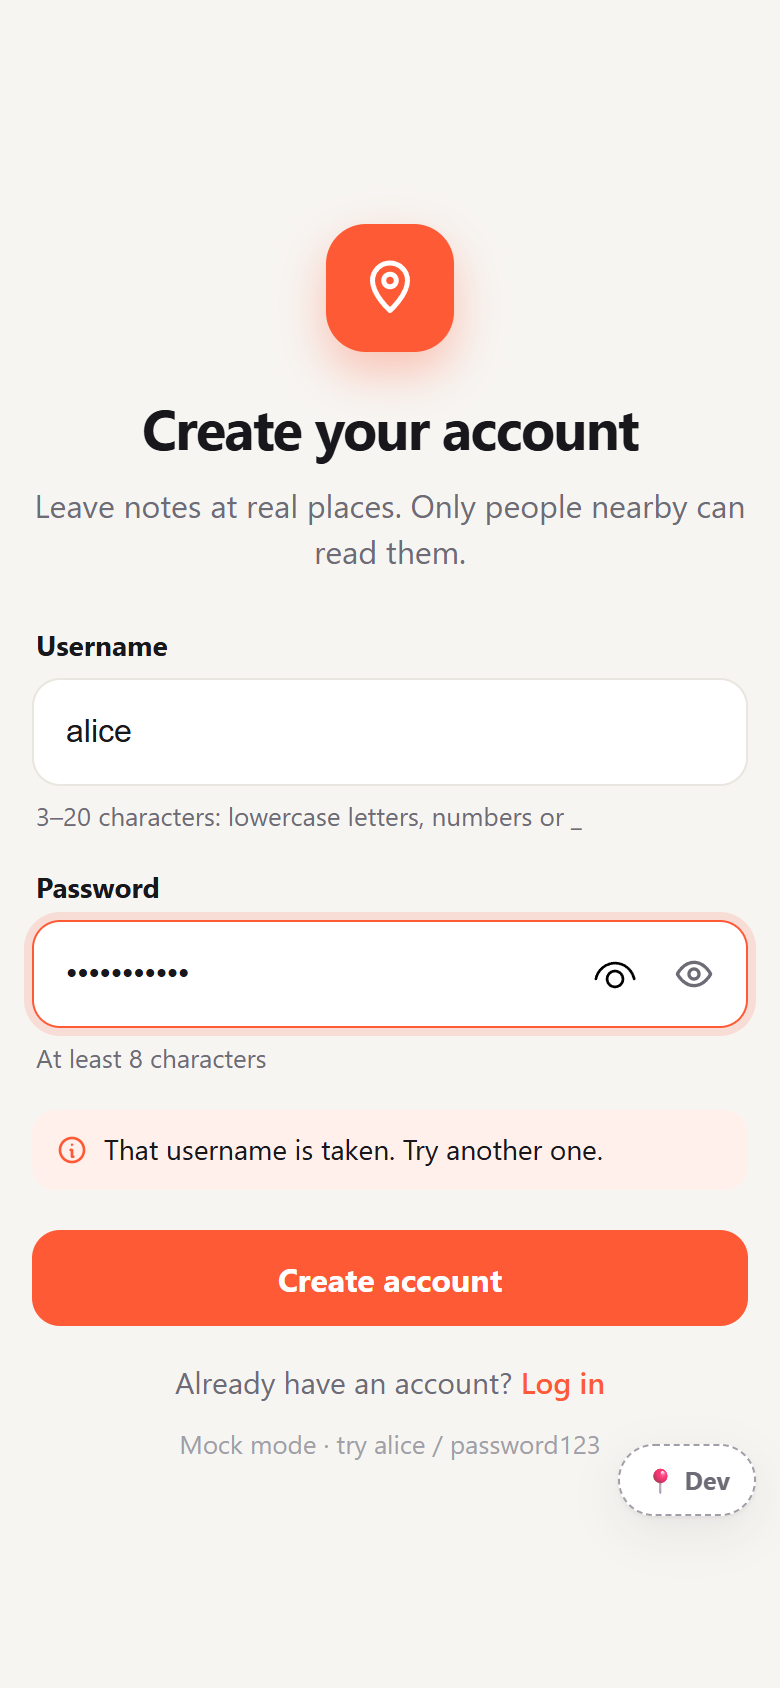 Create your account
Leave notes at real places. Only people nearby can
read them.
Username
alice
3–20 characters: lowercase letters, numbers or _
Password
•••••••••••
At least 8 characters
That username is taken. Try another one.
Create account
Already have an account? Log in
Mock mode · try alice / password123
Dev